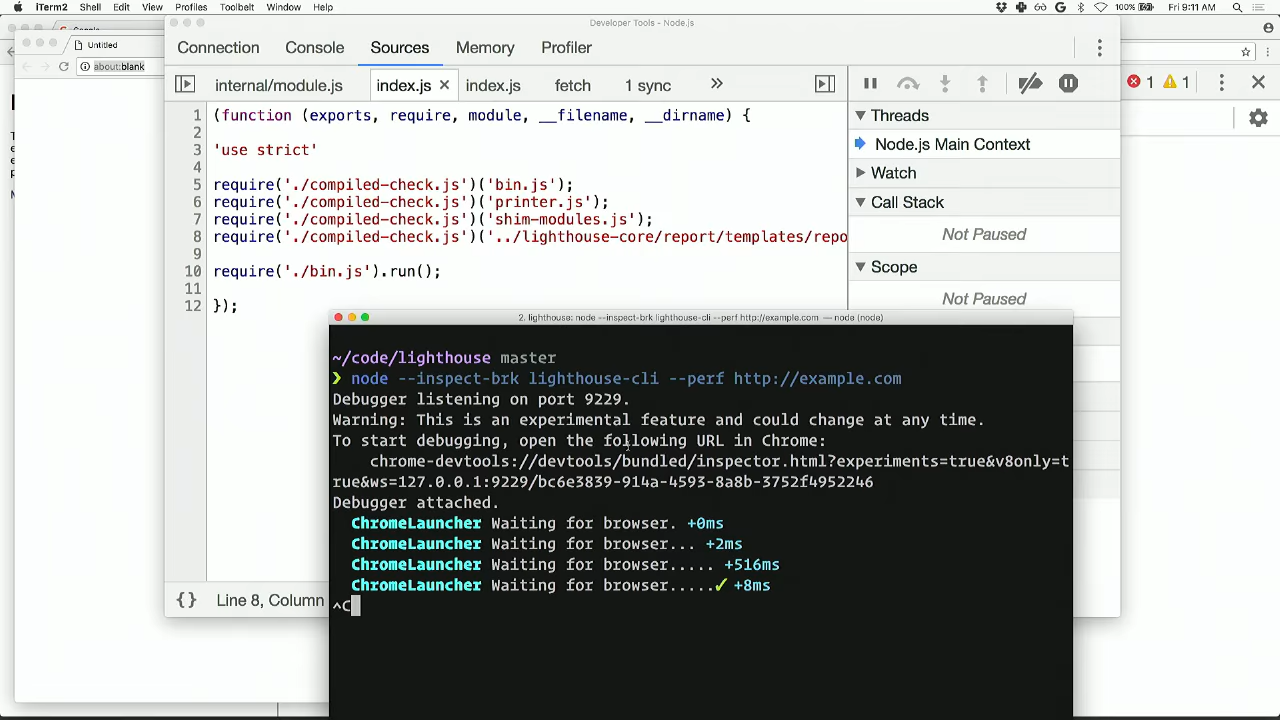 iTerm2 Shell Edit View Profiles Toolbelt Window Help
100% Fri 9:11 AM
Google
Developer Tools - Node.js
Untitled
about:blank
Connection Console Sources Memory Profiler
internal/module.js index.js × index.js fetch 1 sync »
1 1
1 (function (exports, require, module, __filename, __dirname) {
2
3 'use strict'
4
5 require('./compiled-check.js')('bin.js');
6 require('./compiled-check.js')('printer.js');
7 require('./compiled-check.js')('shim-modules.js');
8 require('./compiled-check.js')('../lighthouse-core/report/templates/repo
9
10 require('./bin.js').run();
11
12 });
{} Line 8, Column
Threads
Node.js Main Context
Watch
Call Stack
Not Paused
Scope
Not Paused
2. lighthouse: node --inspect-brk lighthouse-cli --perf http://example.com — node (node)
~/code/lighthouse master
❯ node --inspect-brk lighthouse-cli --perf http://example.com
Debugger listening on port 9229.
Warning: This is an experimental feature and could change at any time.
To start debugging, open the following URL in Chrome:
chrome-devtools://devtools/bundled/inspector.html?experiments=true&v8only=t
rue&ws=127.0.0.1:9229/bc6e3839-914a-4593-8a8b-3752f4952246
Debugger attached.
ChromeLauncher Waiting for browser. +0ms
ChromeLauncher Waiting for browser... +2ms
ChromeLauncher Waiting for browser..... +516ms
ChromeLauncher Waiting for browser.....✓ +8ms
^C